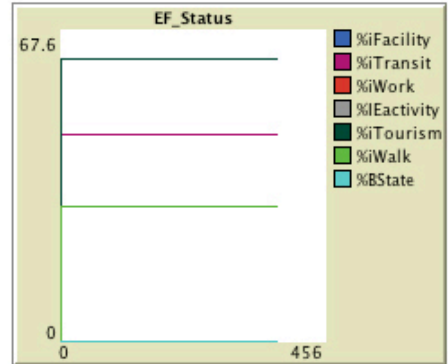 EF_Status
67.6
0
0
456
%iFacility
%iTransit
%iWork
%IEactivity
%iTourism
%iWalk
%BState